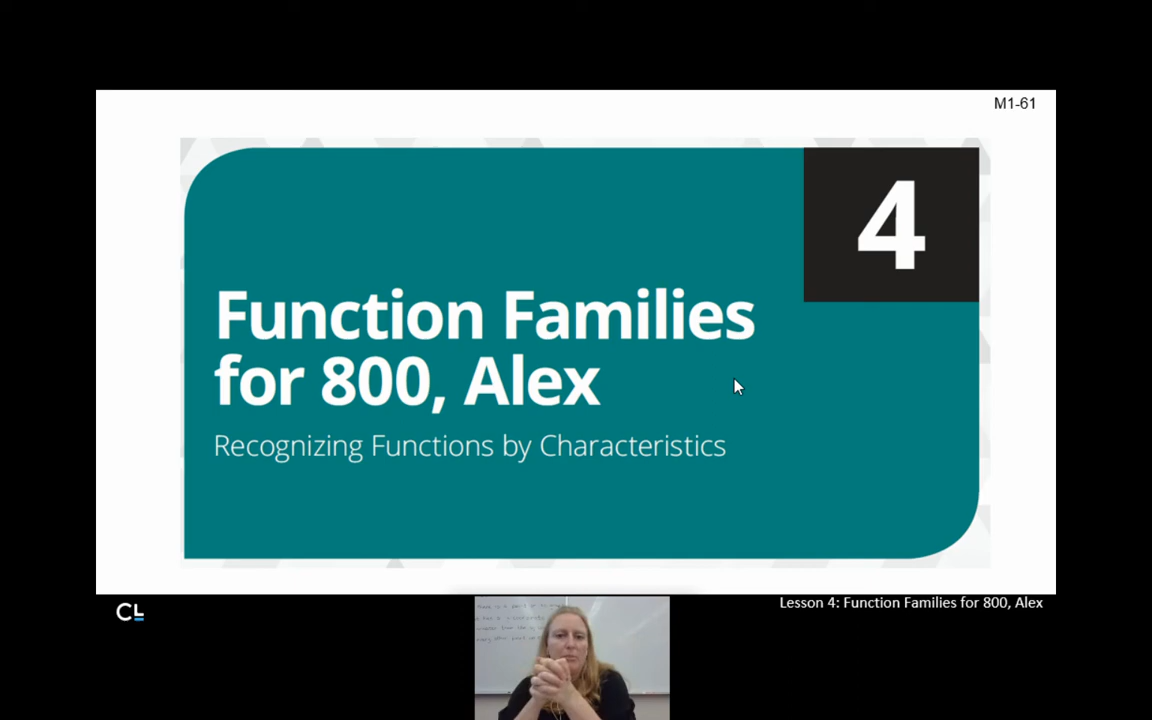 M1-61
4
Function Families
for 800, Alex
Recognizing Functions by Characteristics
CL
Lesson 4: Function Families for 800, Alex